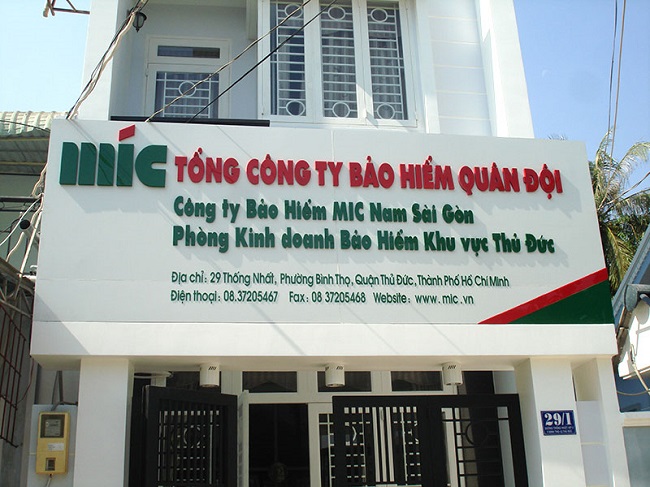 mic TỔNG CÔNG TY BẢO HIỂM QUÂN ĐỘI
Công ty Bảo Hiểm MIC Nam Sài Gòn
Phòng Kinh doanh Bảo Hiểm Khu vực Thủ Đức
Địa chỉ: 29 Thống Nhất, Phường Bình Thọ, Quận Thủ Đức, Thành Phố Hồ Chí Minh
Điện thoại: 08.37205467 Fax: 08 37205468 Website: www.mic.vn
29/1